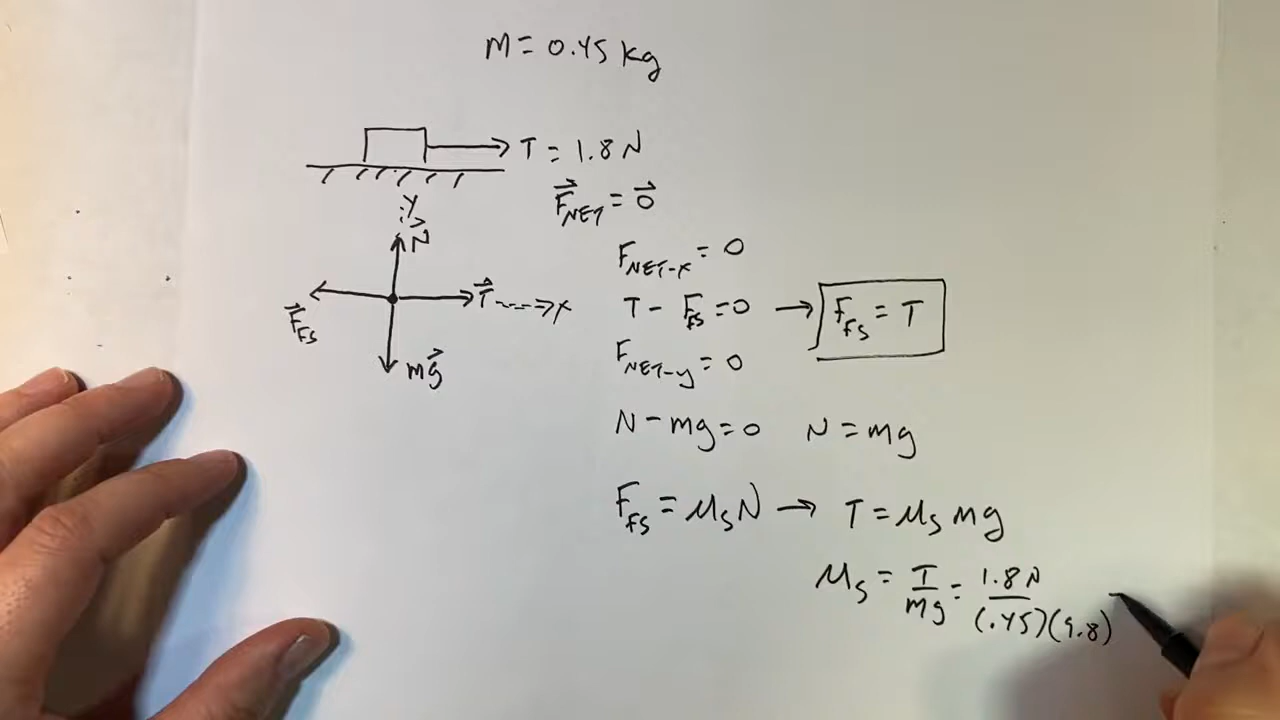 m = 0.45 kg
T = 1.8 N
F⃗NET = 0⃗
y
N⃗
FNET-x = 0
T⃗ x
F⃗fs
T - Ffs = 0 → Ffs = T
FNET-y = 0
mg⃗
N - mg = 0 N = mg
Ffs = μsN → T = μs mg
μs = T/mg = 1.8 N/(.45)(9.8)